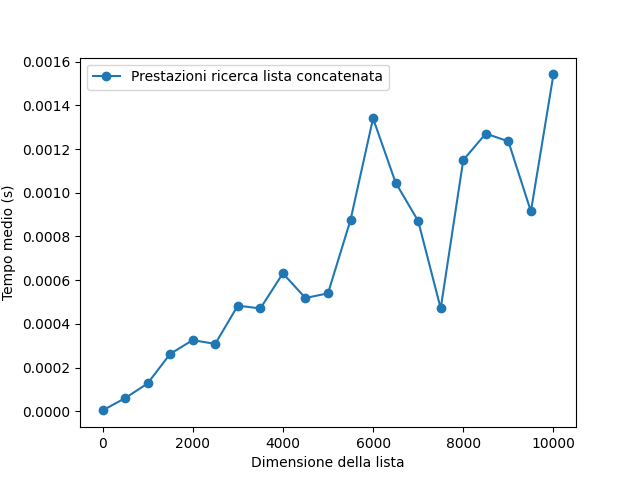 Prestazioni ricerca lista concatenata
0.0016
0.0014
0.0012
0.0010
0.0008
0.0006
0.0004
0.0002
0.0000
Tempo medio (s)
0 2000 4000 6000 8000 10000
Dimensione della lista